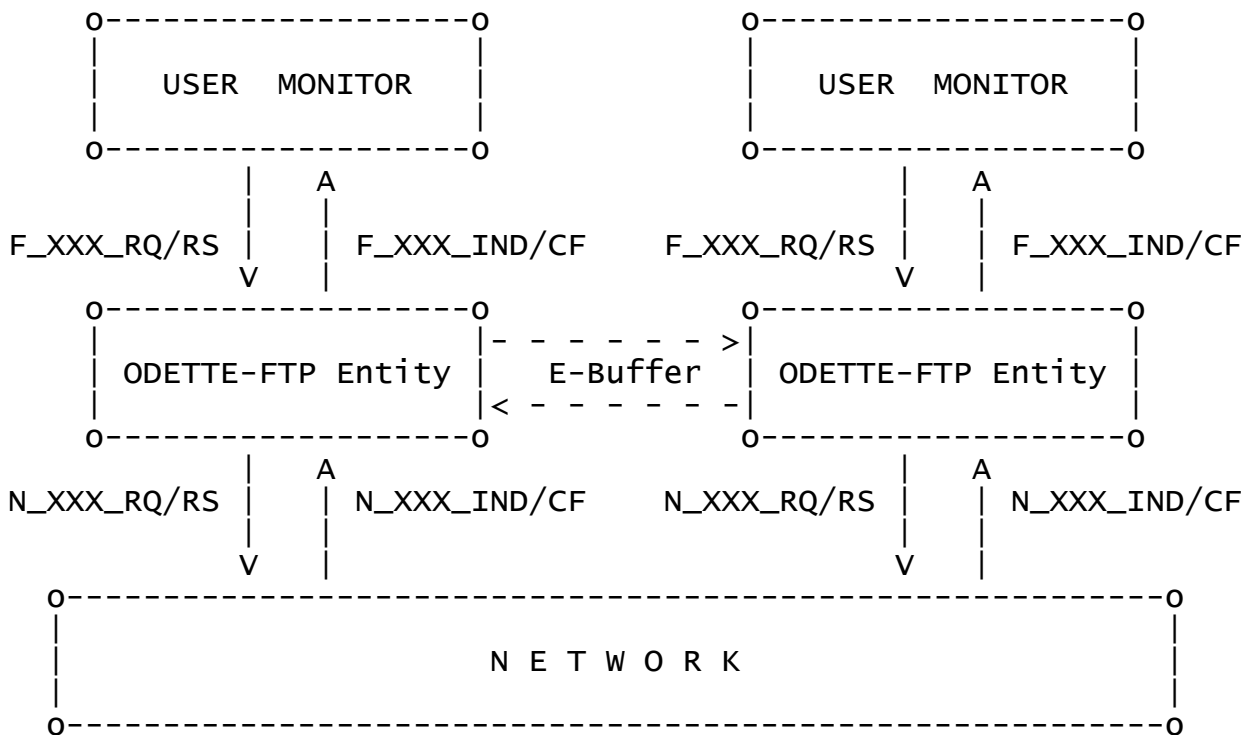 USER MONITOR USER MONITOR
A A
F_XXX_RQ/RS F_XXX_IND/CF F_XXX_RQ/RS F_XXX_IND/CF
V V
ODETTE-FTP Entity E-Buffer ODETTE-FTP Entity
A A
N_XXX_RQ/RS N_XXX_IND/CF N_XXX_RQ/RS N_XXX_IND/CF
V V
N E T W O R K